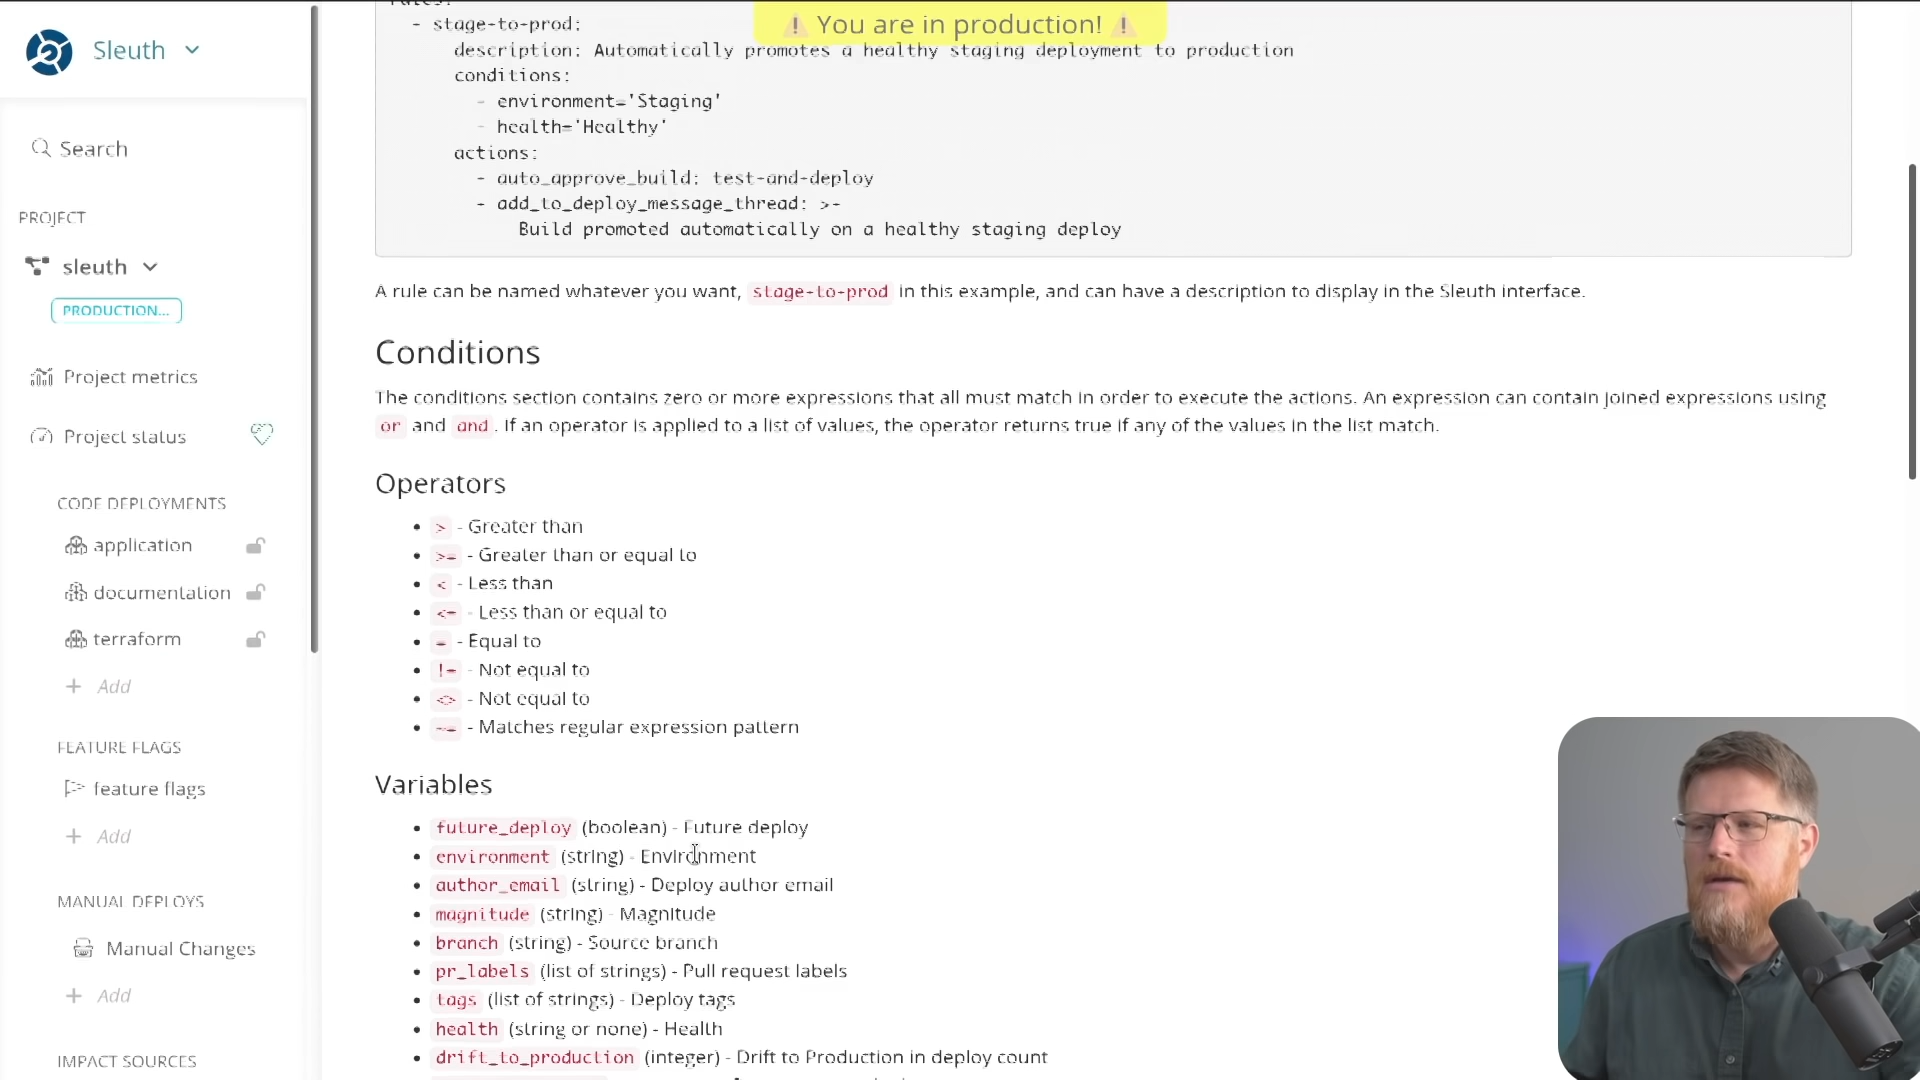 ⚠ You are in production! ⚠
Sleuth
Search
PROJECT
sleuth
PRODUCTION...
Project metrics
Project status
CODE DEPLOYMENTS
application
documentation
terraform
+ Add
FEATURE FLAGS
feature flags
+ Add
MANUAL DEPLOYS
Manual Changes
+ Add
IMPACT SOURCES
- stage-to-prod:
description: Automatically promotes a healthy staging deployment to production
conditions:
- environment='Staging'
- health='Healthy'
actions:
- auto_approve_build: test-and-deploy
- add_to_deploy_message_thread: >-
Build promoted automatically on a healthy staging deploy
A rule can be named whatever you want, stage-to-prod in this example, and can have a description to display in the Sleuth interface.
Conditions
The conditions section contains zero or more expressions that all must match in order to execute the actions. An expression can contain joined expressions using
or and and . If an operator is applied to a list of values, the operator returns true if any of the values in the list match.
Operators
• > - Greater than
• >= - Greater than or equal to
• < - Less than
• <= - Less than or equal to
• = - Equal to
• != - Not equal to
• <> - Not equal to
• - Matches regular expression pattern
Variables
• future_deploy (boolean) - Future deploy
• environment (string) - Environment
• author_email (string) - Deploy author email
• magnitude (string) - Magnitude
• branch (string) - Source branch
• pr_labels (list of strings) - Pull request labels
• tags (list of strings) - Deploy tags
• health (string or none) - Health
• drift_to_production (integer) - Drift to Production in deploy count